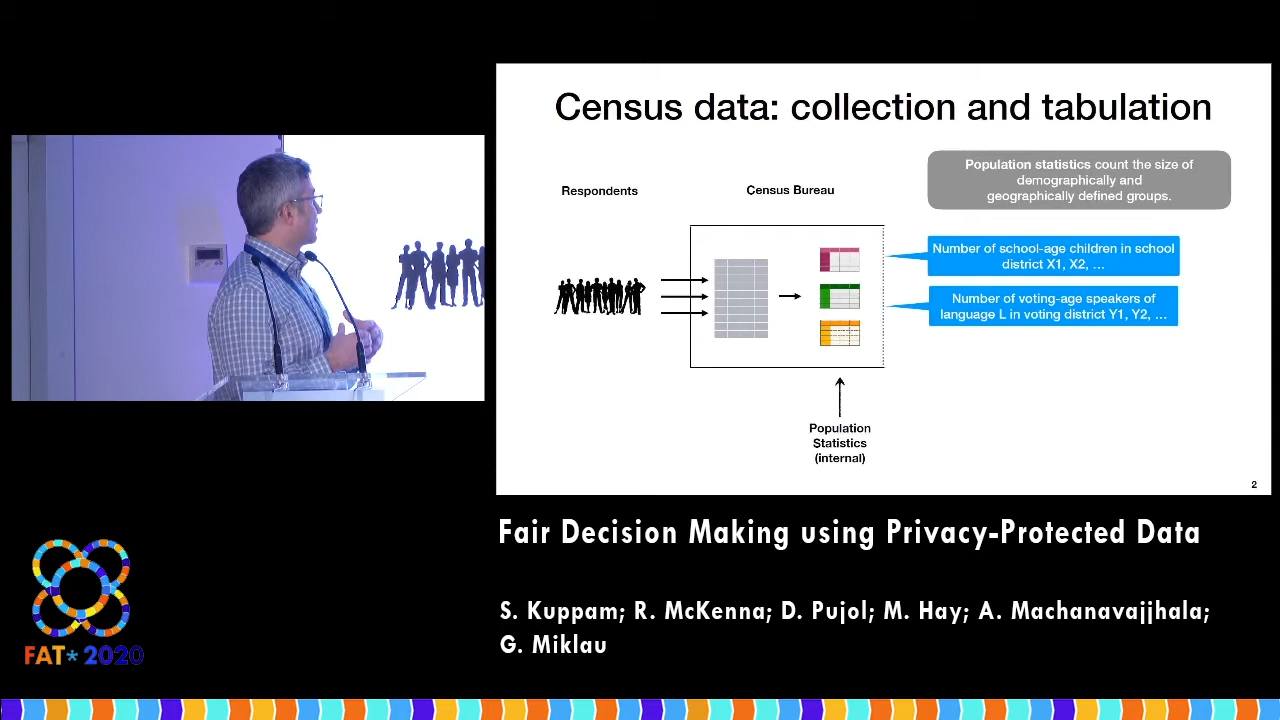 Census data: collection and tabulation
Population statistics count the size of
demographically and
geographically defined groups.
Respondents
Census Bureau
Number of school-age children in school
district X1, X2, ...
Number of voting-age speakers of
language L in voting district Y1, Y2, ...
Population
Statistics
(internal)
2
Fair Decision Making using Privacy-Protected Data
S. Kuppam; R. McKenna; D. Pujol; M. Hay; A. Machanavajjhala;
G. Miklau
FAT* 2020